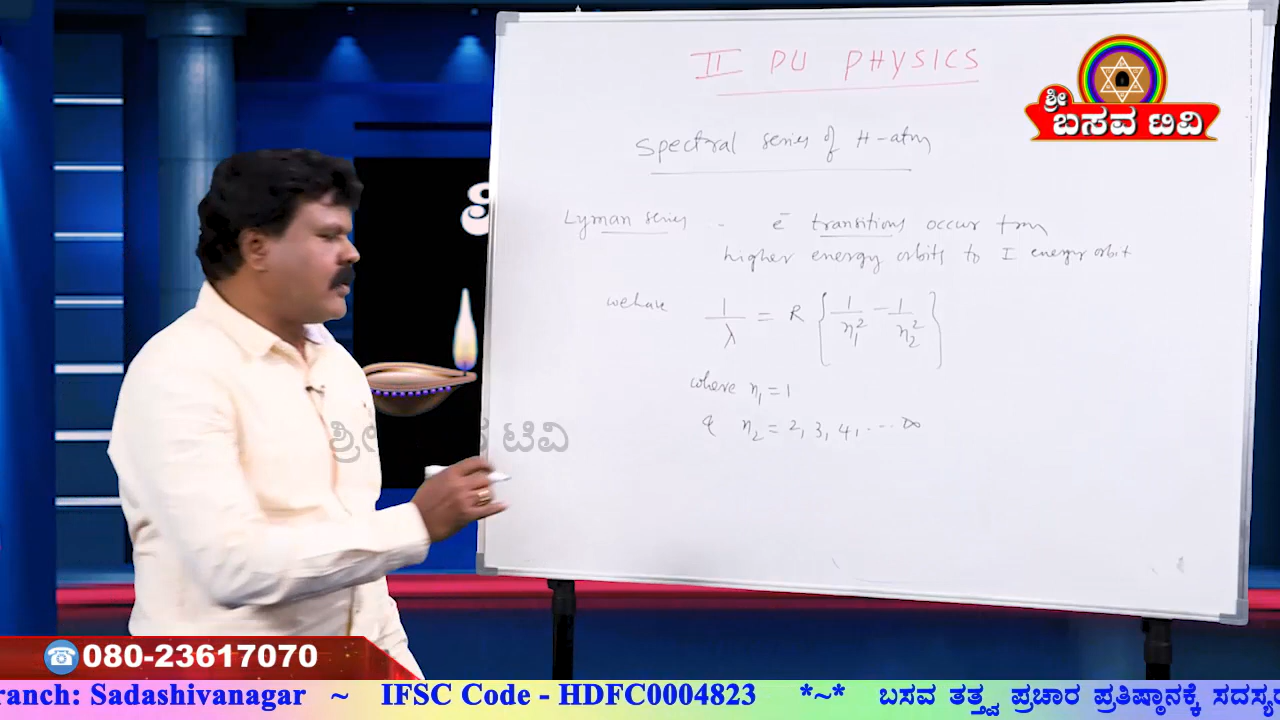 II PU PHYSICS
ಶ್ರೀ
ಬಸವ ಟಿವಿ
Spectral series of H-atm
Lyman series - e⁻ transitions occur from
higher energy orbits to I energy orbit
we have 1/λ = R {1/n₁² - 1/n₂²}
where n₁ = 1
& n₂ = 2, 3, 4, ... ∞
ಶ್ರೀ ಟಿವಿ
080-23617070
ranch: Sadashivanagar ~ IFSC Code - HDFC0004823 *~* ಬಸವ ತತ್ತ್ವ ಪ್ರಚಾರ ಪ್ರತಿಷ್ಠಾನಕ್ಕೆ ಸದಸ್ಯರ